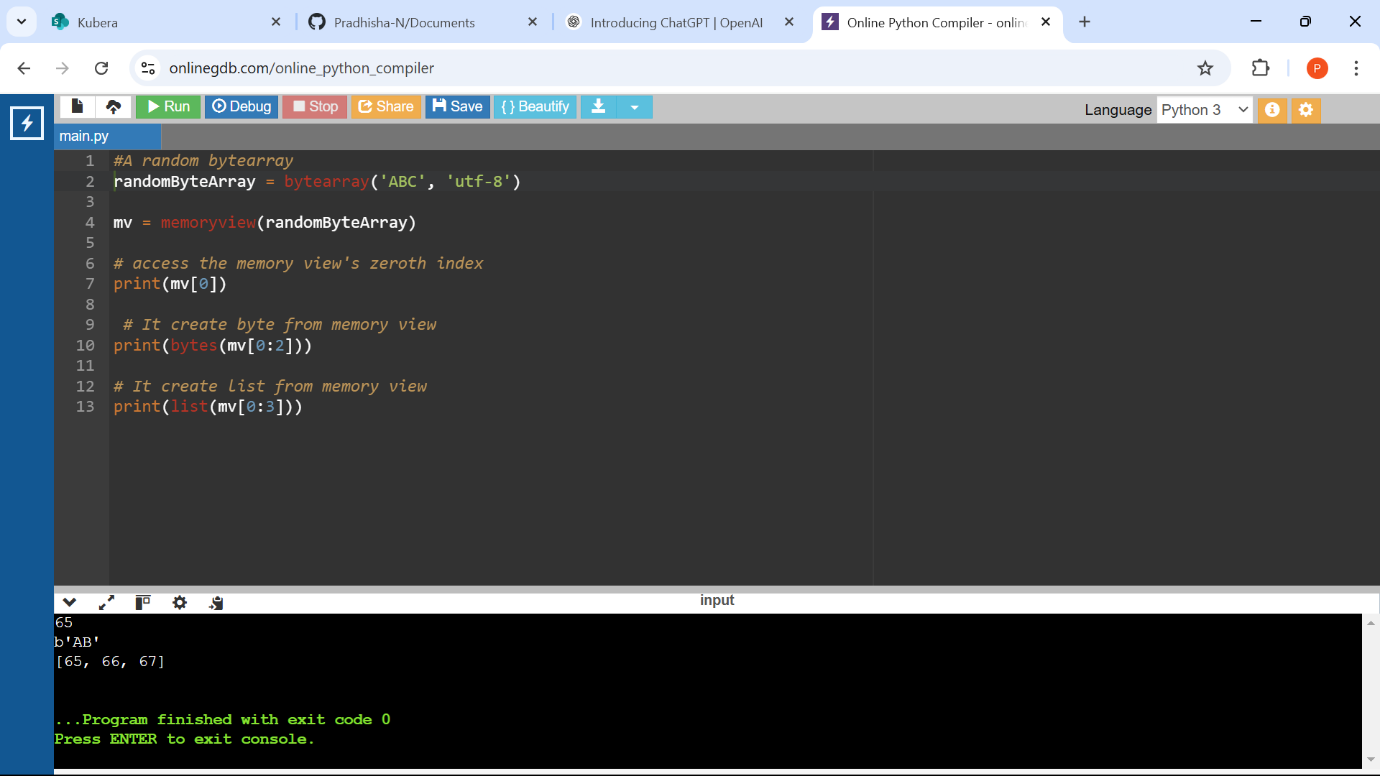 Kubera
Pradhisha-N/Documents
Introducing ChatGPT | OpenAI
Online Python Compiler - onlin
onlinegdb.com/online_python_compiler
P
Run Debug Stop Share Save { } Beautify
Language Python 3
main.py
1 #A random bytearray
2 randomByteArray = bytearray('ABC', 'utf-8')
3
4 mv = memoryview(randomByteArray)
5
6 # access the memory view's zeroth index
7 print(mv[0])
8
9  # It create byte from memory view
10 print(bytes(mv[0:2]))
11
12 # It create list from memory view
13 print(list(mv[0:3]))
input
65
b'AB'
[65, 66, 67]
...Program finished with exit code 0
Press ENTER to exit console.